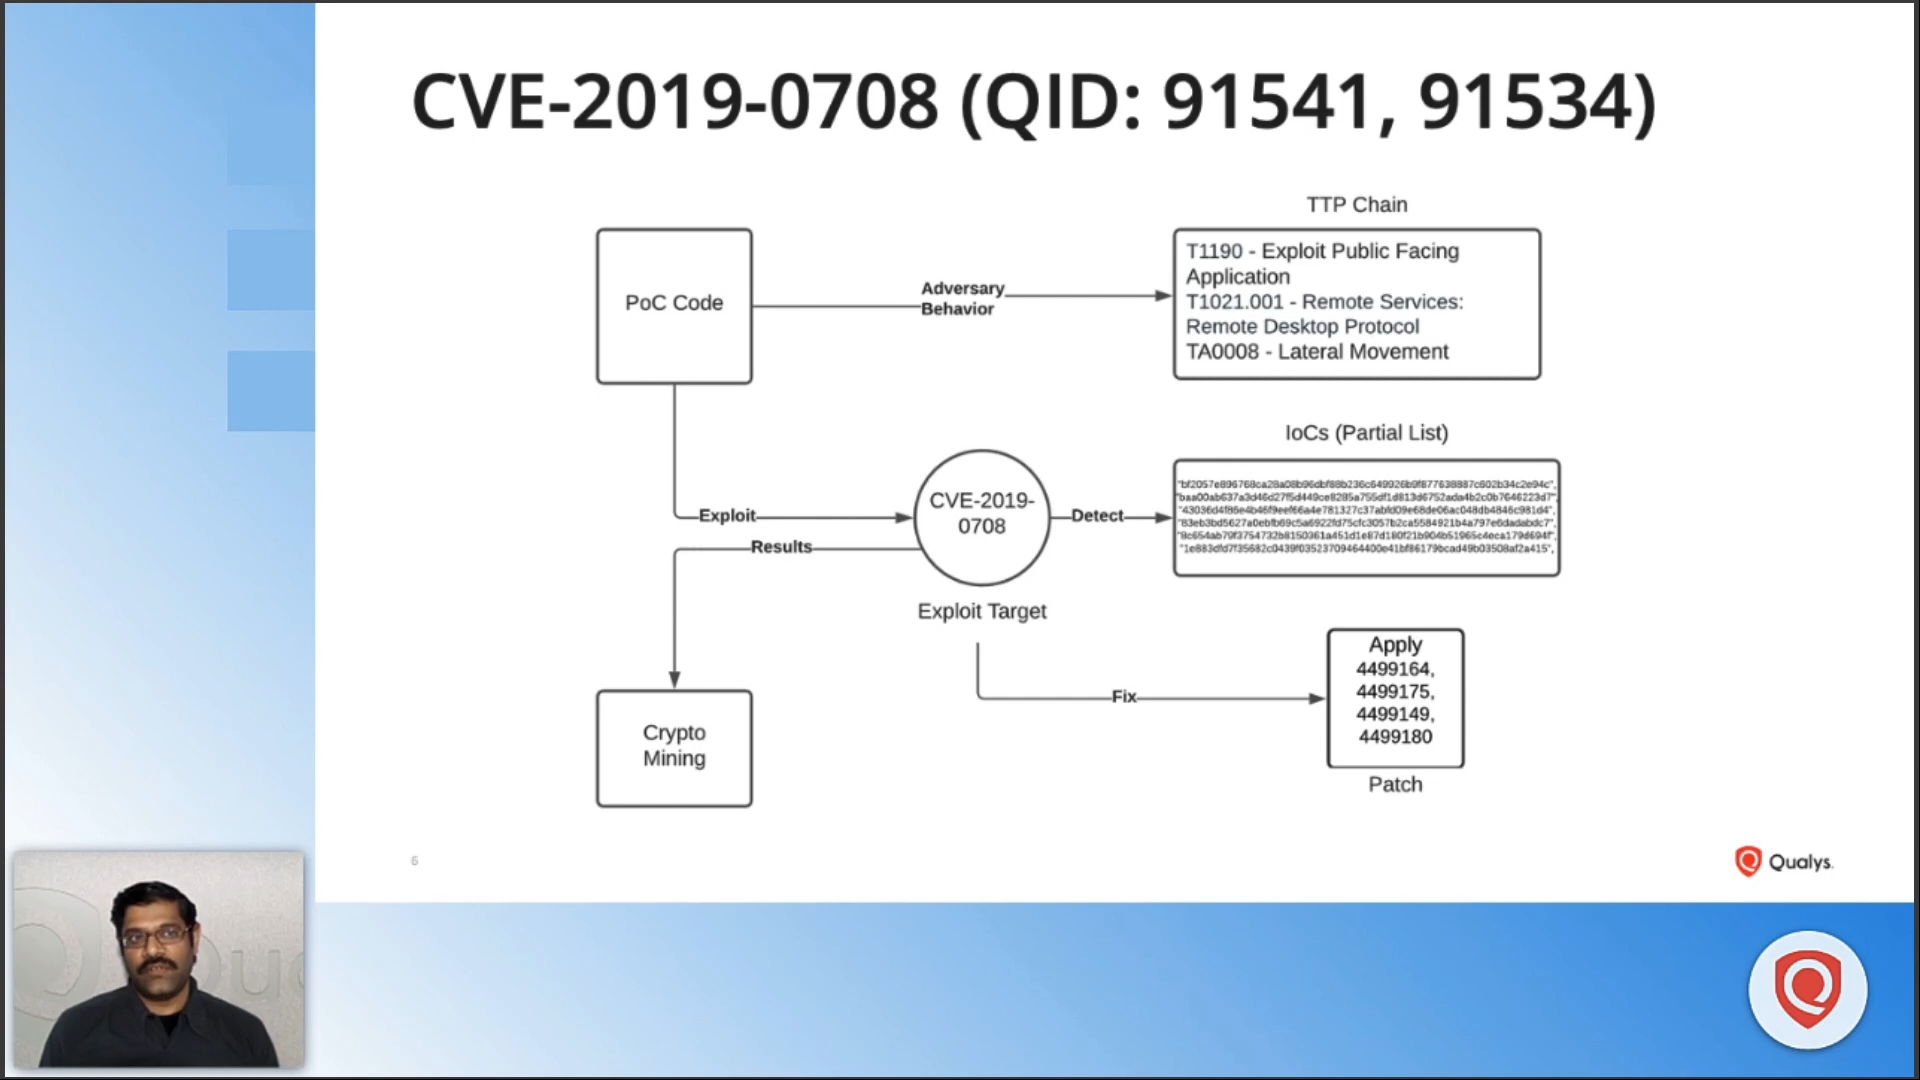 CVE-2019-0708 (QID: 91541, 91534)
TTP Chain
PoC Code
Adversary
Behavior
T1190 - Exploit Public Facing
Application
T1021.001 - Remote Services:
Remote Desktop Protocol
TA0008 - Lateral Movement
IoCs (Partial List)
Exploit
CVE-2019-
0708
Detect
Results
Exploit Target
Fix
Apply
4499164,
4499175,
4499149,
4499180
Patch
Crypto
Mining
6
Qualys.